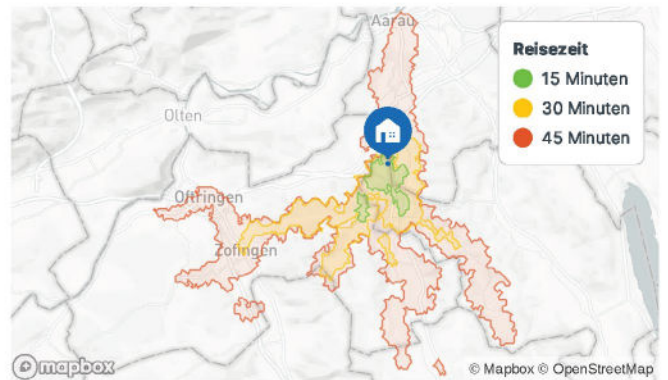 Aarau
Reisezeit
15 Minuten
30 Minuten
45 Minuten
Olten
Oftringen
Zofingen
mapbox
© Mapbox © OpenStreetMap